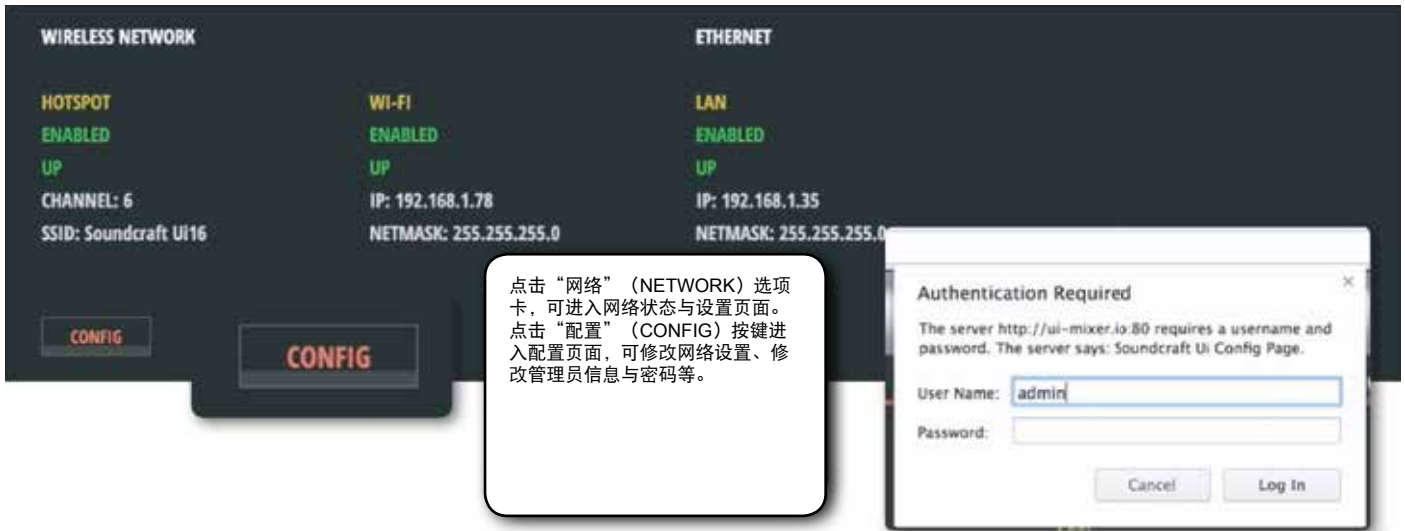 WIRELESS NETWORK
ETHERNET
HOTSPOT
WI-FI
LAN
ENABLED
ENABLED
ENABLED
UP
UP
UP
CHANNEL: 6
IP: 192.168.1.78
IP: 192.168.1.35
SSID: Soundcraft Ui16
NETMASK: 255.255.255.0
NETMASK: 255.255.255.0
CONFIG
CONFIG
点击“网络”（NETWORK）选项
卡，可进入网络状态与设置页面。
点击“配置”（CONFIG）按键进
入配置页面，可修改网络设置、修
改管理员信息与密码等。
Authentication Required
×
The server http://ui-mixer.io:80 requires a username and
password. The server says: Soundcraft Ui Config Page.
User Name: admin
Password:
Cancel
Log In